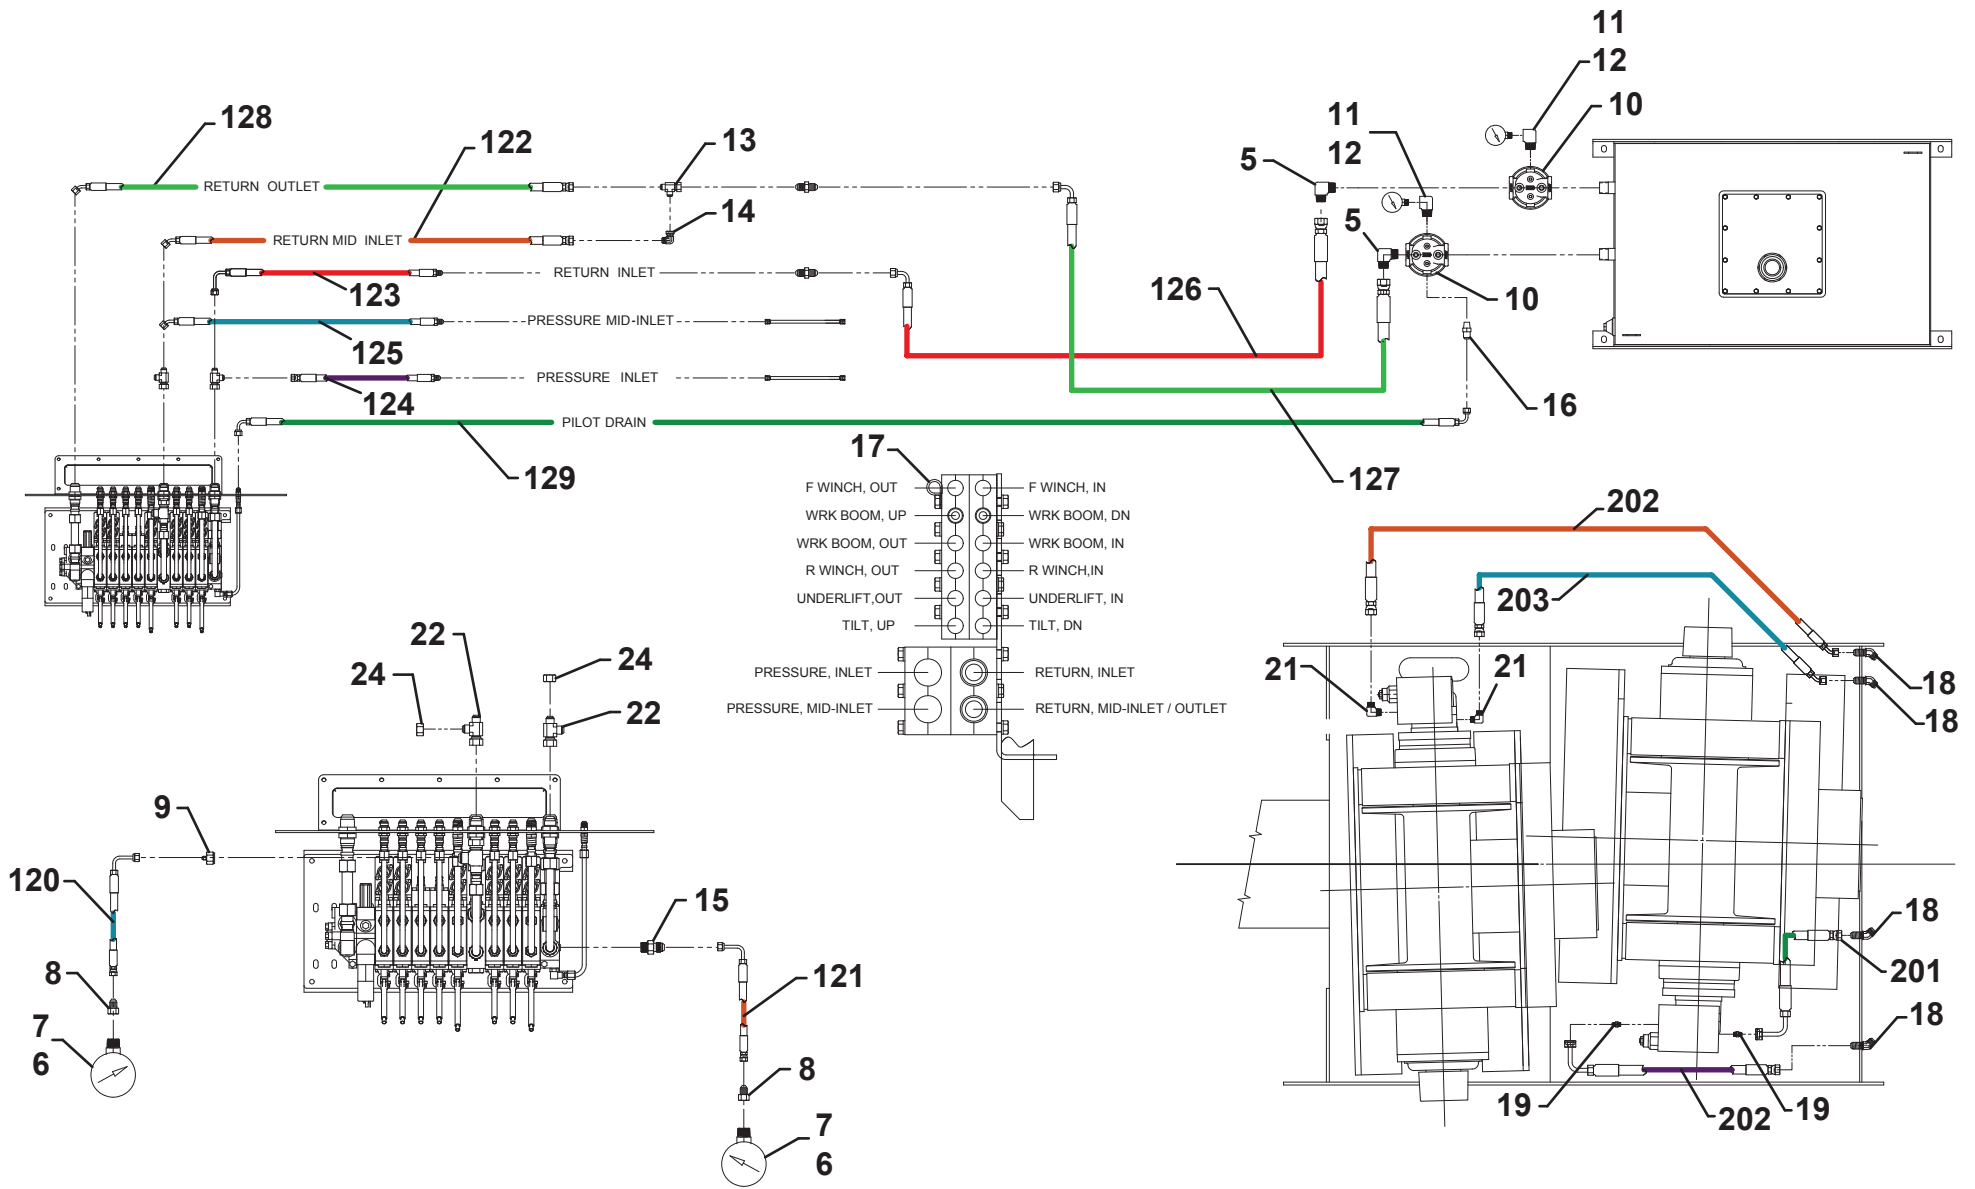 11
12
10
128
122
13
11
12
5
RETURN OUTLET
14
5
RETURN MID INLET
RETURN INLET
123
126
10
PRESSURE MID-INLET
125
PRESSURE INLET
124
16
PILOT DRAIN
129
17
127
F WINCH, OUT
F WINCH, IN
WRK BOOM, UP
WRK BOOM, DN
WRK BOOM, OUT
WRK BOOM, IN
R WINCH, OUT
R WINCH,IN
UNDERLIFT,OUT
UNDERLIFT, IN
TILT, UP
TILT, DN
PRESSURE, INLET
RETURN, INLET
PRESSURE, MID-INLET
RETURN, MID-INLET / OUTLET
202
203
22
24
24
22
21
21
18
18
9
120
15
8
121
7
6
8
7
6
18
201
18
19
202
19